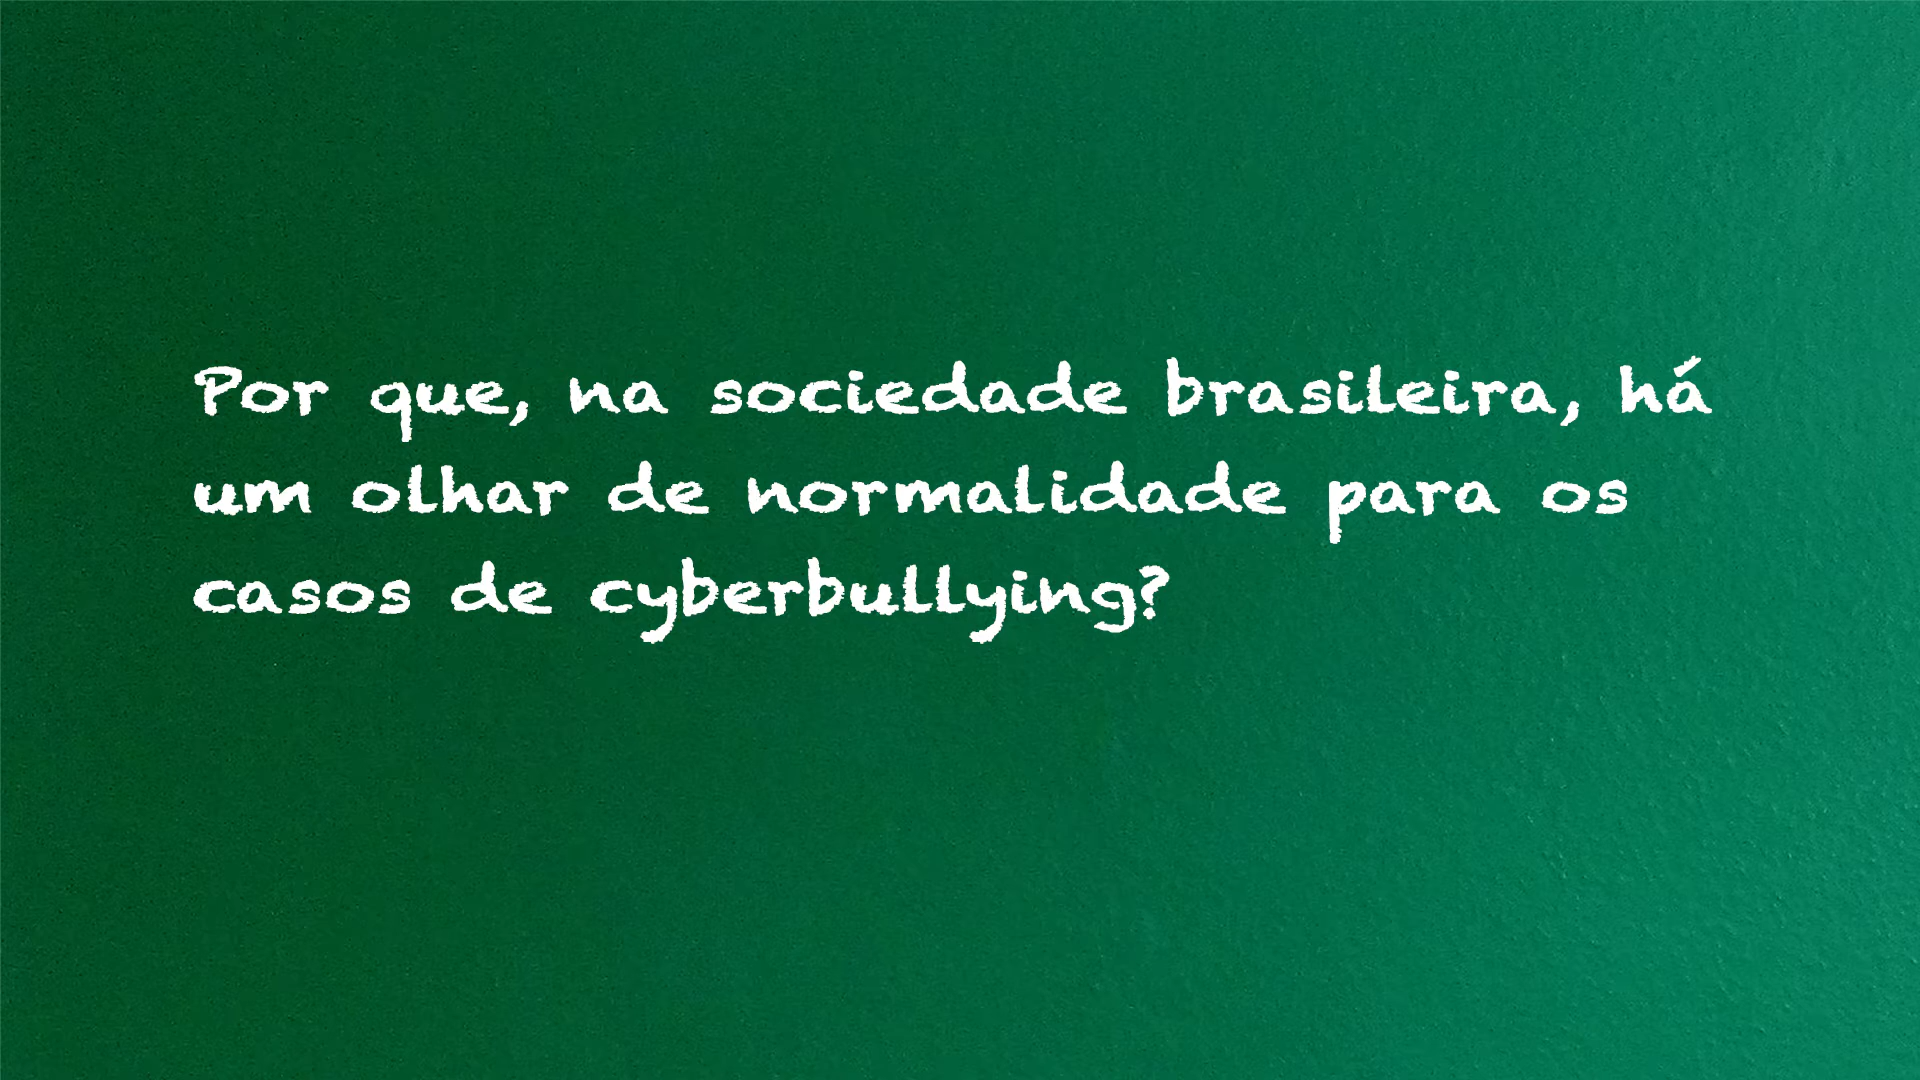 Por que, na sociedade brasileira, há
um olhar de normalidade para os
casos de cyberbullying?